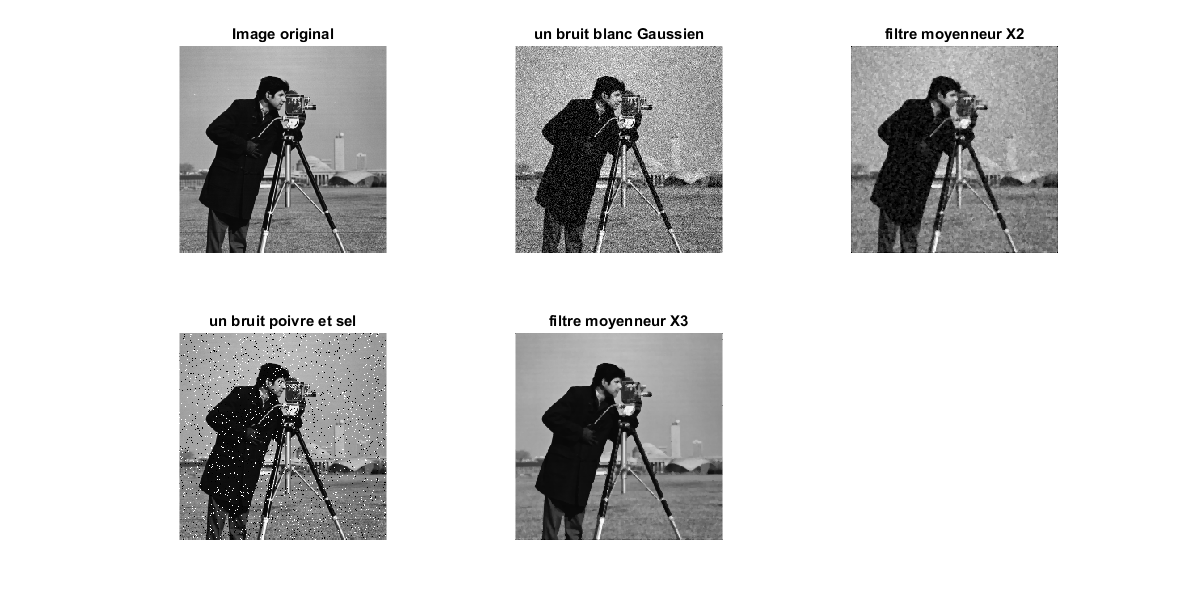 Image original
un bruit blanc Gaussien
filtre moyenneur X2
un bruit poivre et sel
filtre moyenneur X3